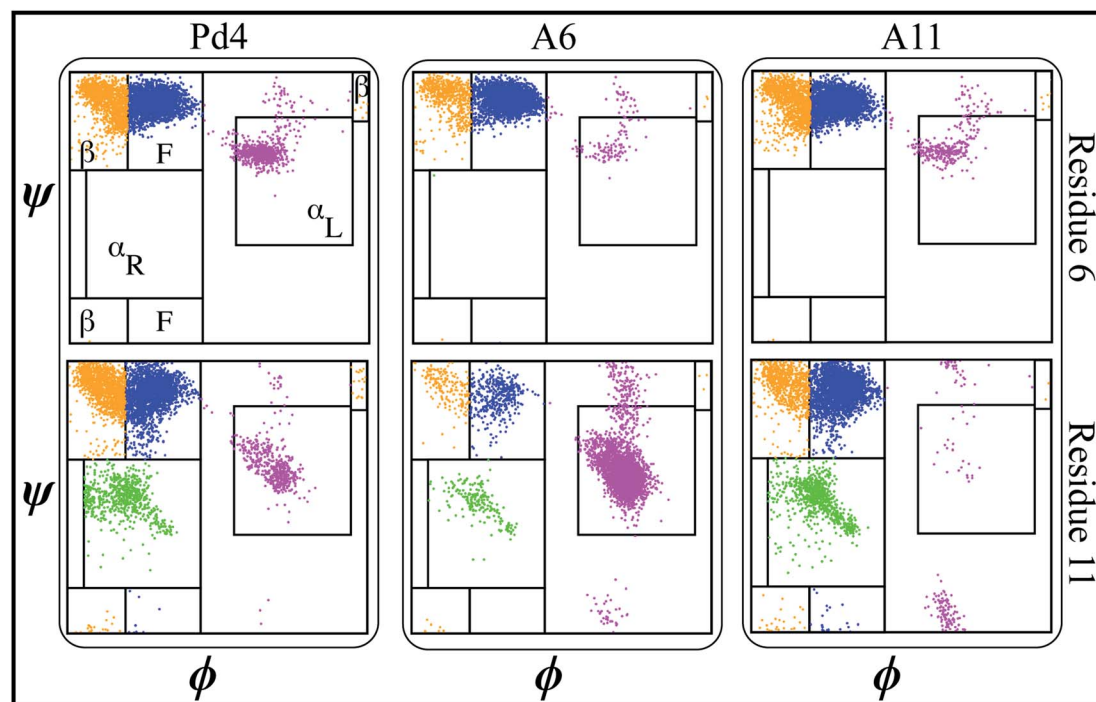 Pd4 A6 A11
β
β F
ψ
α_L
α_R
β F
Residue 6
ψ
Residue 11
ϕ ϕ ϕ